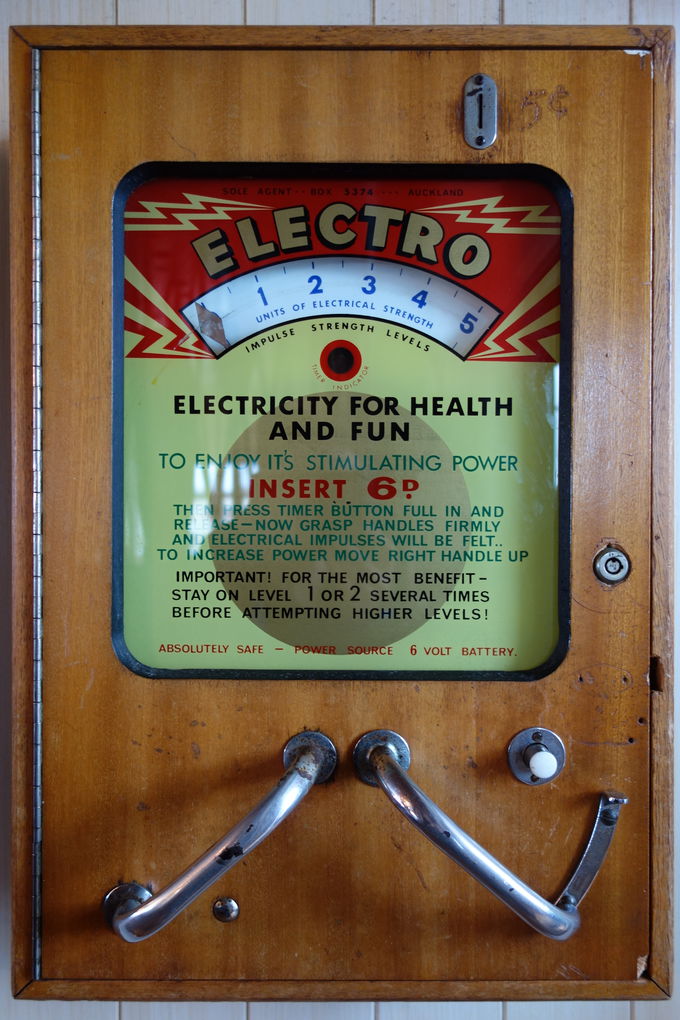 5¢
SOLE AGENT -- BOX 5374 ---- AUCKLAND
ELECTRO
1 2 3 4 5
UNITS OF ELECTRICAL STRENGTH
IMPULSE STRENGTH LEVELS
TIMER INDICATOR
ELECTRICITY FOR HEALTH
AND FUN
TO ENJOY IT'S STIMULATING POWER
INSERT 6D
THEN PRESS TIMER BUTTON FULL IN AND
RELEASE — NOW GRASP HANDLES FIRMLY
AND ELECTRICAL IMPULSES WILL BE FELT..
TO INCREASE POWER MOVE RIGHT HANDLE UP
IMPORTANT! FOR THE MOST BENEFIT -
STAY ON LEVEL 1 OR 2 SEVERAL TIMES
BEFORE ATTEMPTING HIGHER LEVELS!
ABSOLUTELY SAFE — POWER SOURCE 6 VOLT BATTERY.